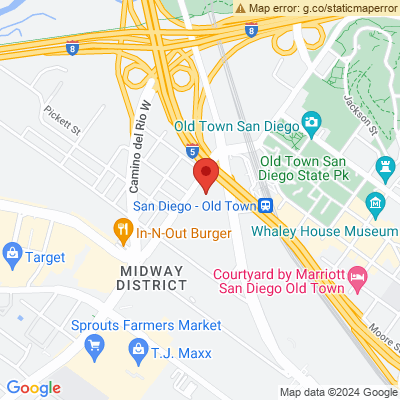 Map error: g.co/staticmaperror
8
8
8
Pickett St
Camino del Rio W
Jackson St
Old Town San Diego
5
Old Town San
Diego State Pk
San Diego - Old Town
In-N-Out Burger
Whaley House Museum
Target
MIDWAY
DISTRICT
Courtyard by Marriott
San Diego Old Town
Sprouts Farmers Market
Moore St
T.J. Maxx
Google
Map data ©2024 Google